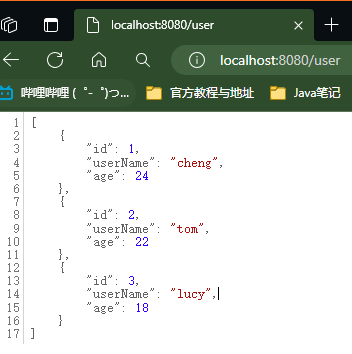 localhost:8080/user
localhost:8080/user
哔哩哔哩 (゜-゜)つ... 官方教程与地址 Java笔记
1 [
2     {
3         "id": 1,
4         "userName": "cheng",
5         "age": 24
6     },
7     {
8         "id": 2,
9         "userName": "tom",
10         "age": 22
11     },
12     {
13         "id": 3,
14         "userName": "lucy",
15         "age": 18
16     }
17 ]